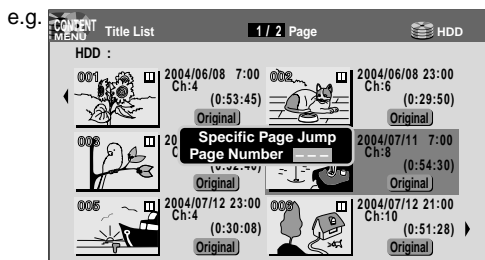 e.g.
CONTENT MENU Title List 1 / 2 Page HDD
HDD :
001 2004/06/08 7:00
Ch:4
(0:53:45)
Original
002 2004/06/08 23:00
Ch:6
(0:29:50)
Original
Specific Page Jump
Page Number _ _ _
003 20
C
Original
2004/07/11 7:00
Ch:8
(0:54:30)
Original
005 2004/07/12 23:00
Ch:4
(0:30:08)
Original
006 2004/07/12 21:00
Ch:10
(0:51:28)
Original